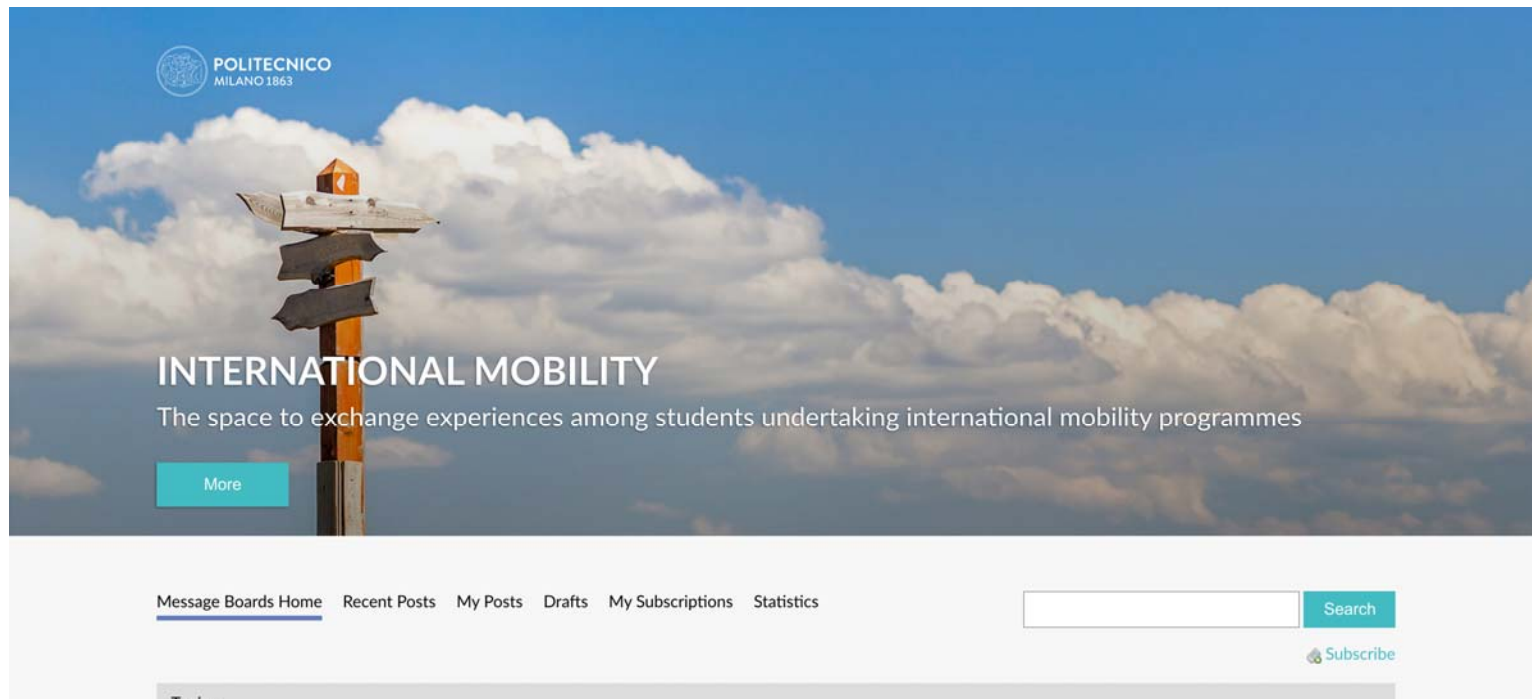 POLITECNICO
MILANO 1863
INTERNATIONAL MOBILITY
The space to exchange experiences among students undertaking international mobility programmes
More
Message Boards Home Recent Posts My Posts Drafts My Subscriptions Statistics
Search
Subscribe